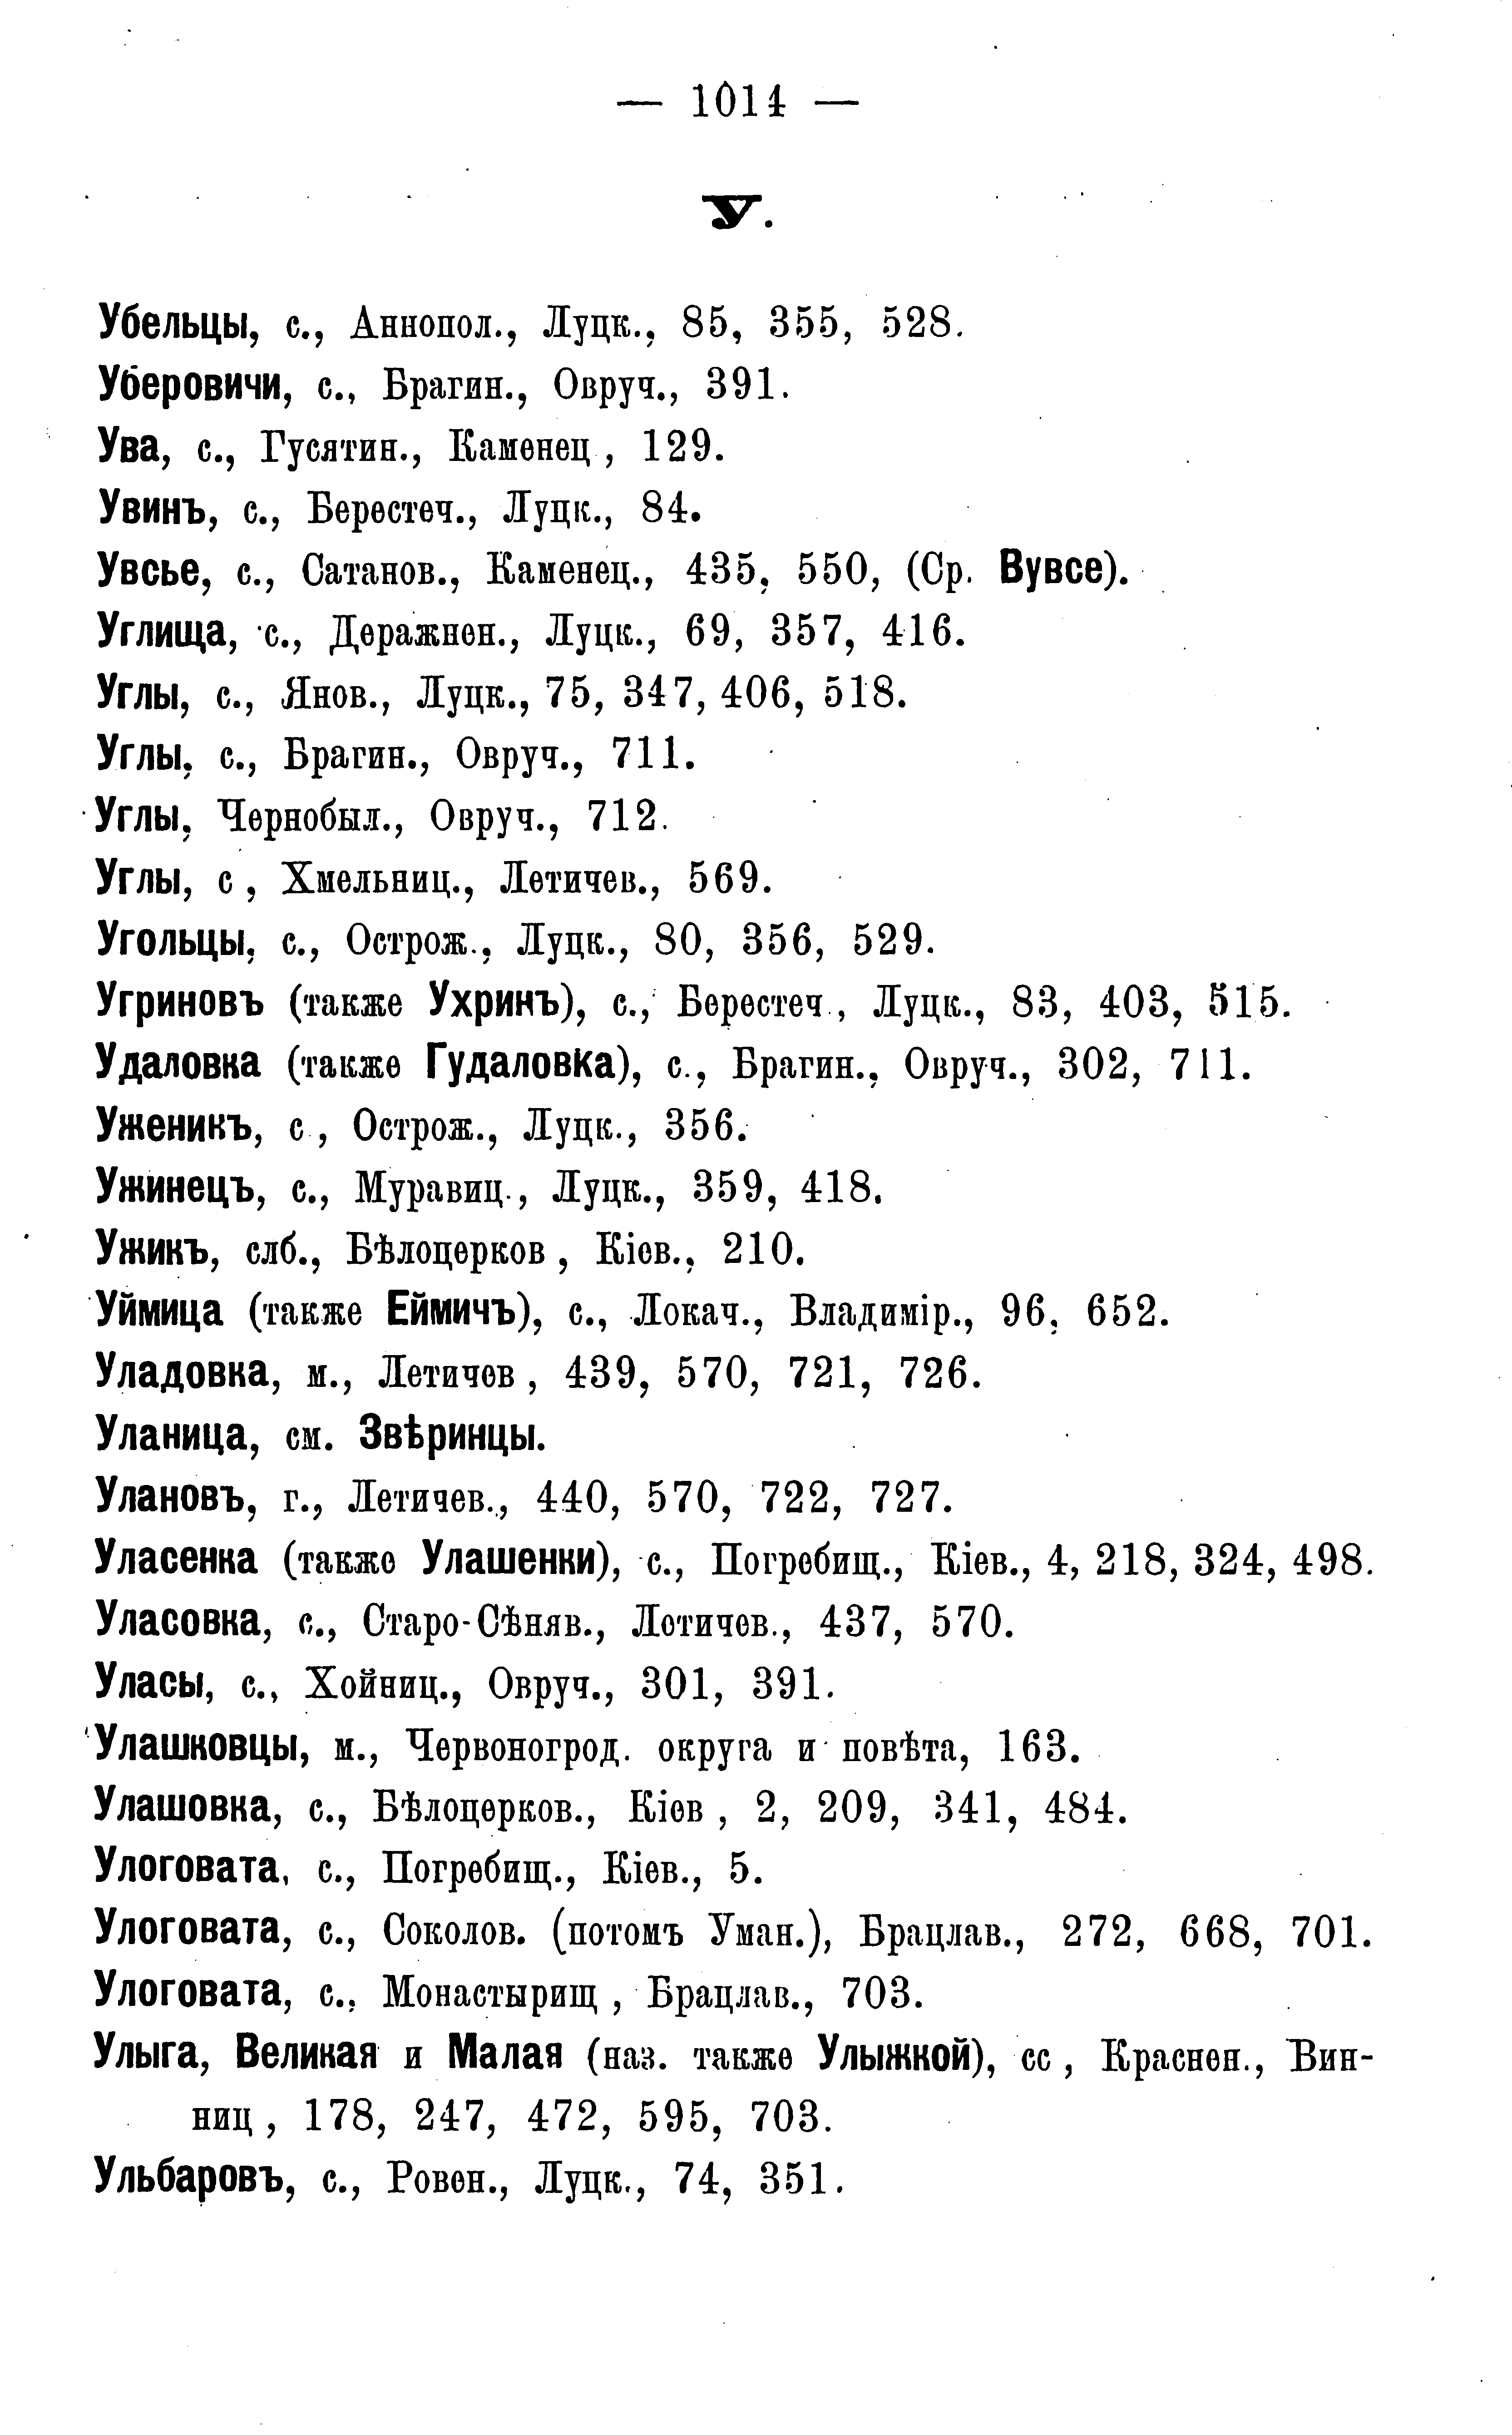 — 1014 —
У.
Убельцы, с., Аннопол., Луцк., 85, 355, 528.
Уберовичи, с., Брагин., Овруч., 391.
Ува, с., Гусятин., Каменец , 129.
Увинъ, с., Берестеч., Луцк., 84.
Увсье, с., Сатанов., Каменец., 435, 550, (Ср. Вувсе).
Углища, с., Деражнен., Луцк., 69, 357, 416.
Углы, с., Янов., Луцк., 75, 347, 406, 518.
Углы, с., Брагин., Овруч., 711.
Углы, Чернобыл., Овруч., 712.
Углы, с , Хмельниц., Летичев., 569.
Угольцы, с., Острож., Луцк., 80, 356, 529.
Угриновъ (также Ухринъ), с., Берестеч., Луцк., 83, 403, 515.
Удаловка (также Гудаловка), с., Брагин., Овруч., 302, 711.
Уженикъ, с., Острож., Луцк., 356.
Ужинецъ, с., Муравиц., Луцк., 359, 418.
Ужикъ, слб., Бѣлоцерков , Кіев., 210.
Уймица (также Еймичъ), с., Локач., Владимір., 96, 652.
Уладовка, м., Летичев , 439, 570, 721, 726.
Уланица, см. Звѣринцы.
Улановъ, г., Летичев., 440, 570, 722, 727.
Уласенка (также Улашенки), с., Погребищ., Кіев., 4, 218, 324, 498.
Уласовка, с., Старо-Сѣняв., Летичев., 437, 570.
Уласы, с., Хойниц., Овруч., 301, 391.
Улашковцы, м., Червоногрод. округа и повѣта, 163.
Улашовка, с., Бѣлоцерков., Кіев , 2, 209, 341, 484.
Улоговата, с., Погребищ., Кіев., 5.
Улоговата, с., Соколов. (потомъ Уман.), Брацлав., 272, 668, 701.
Улоговата, с., Монастырищ , Брацлав., 703.
Улыга, Великая и Малая (наз. также Улыжкой), сс , Краснен., Вин-
ниц , 178, 247, 472, 595, 703.
Ульбаровъ, с., Ровен., Луцк., 74, 351.